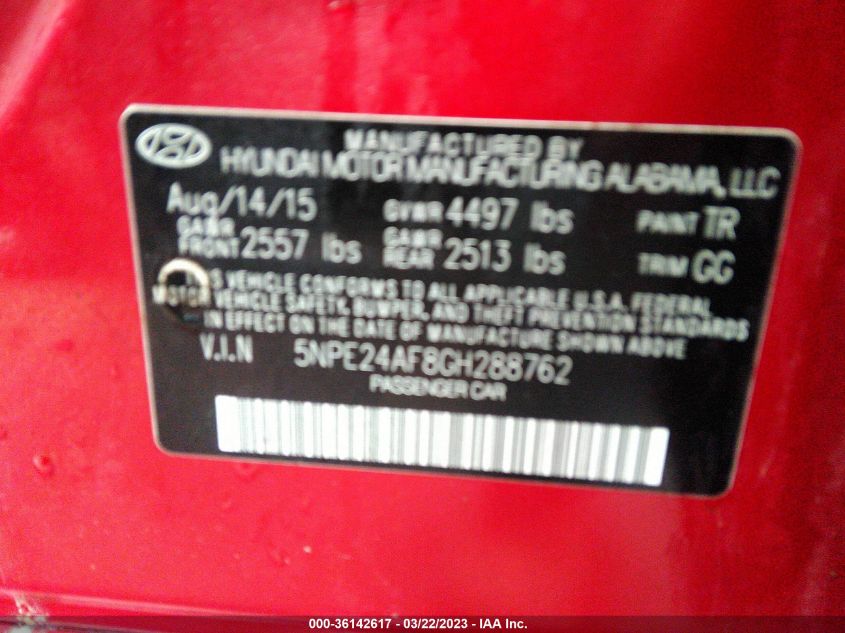 MANUFACTURED BY
HYUNDAI MOTOR MANUFACTURING ALABAMA, LLC
Aug/14/15 GVWR 4497 lbs PAINT TR
GAWR FRONT 2557 lbs GAWR REAR 2513 lbs TRIM GG
S VEHICLE CONFORMS TO ALL APPLICABLE U.S.A. FEDERAL
MOTOR VEHICLE SAFETY, BUMPER, AND THEFT PREVENTION STANDARDS
IN EFFECT ON THE DATE OF MANUFACTURE SHOWN ABOVE
V.I.N 5NPE24AF8GH288762
PASSENGER CAR
000-36142617 - 03/22/2023 - IAA Inc.